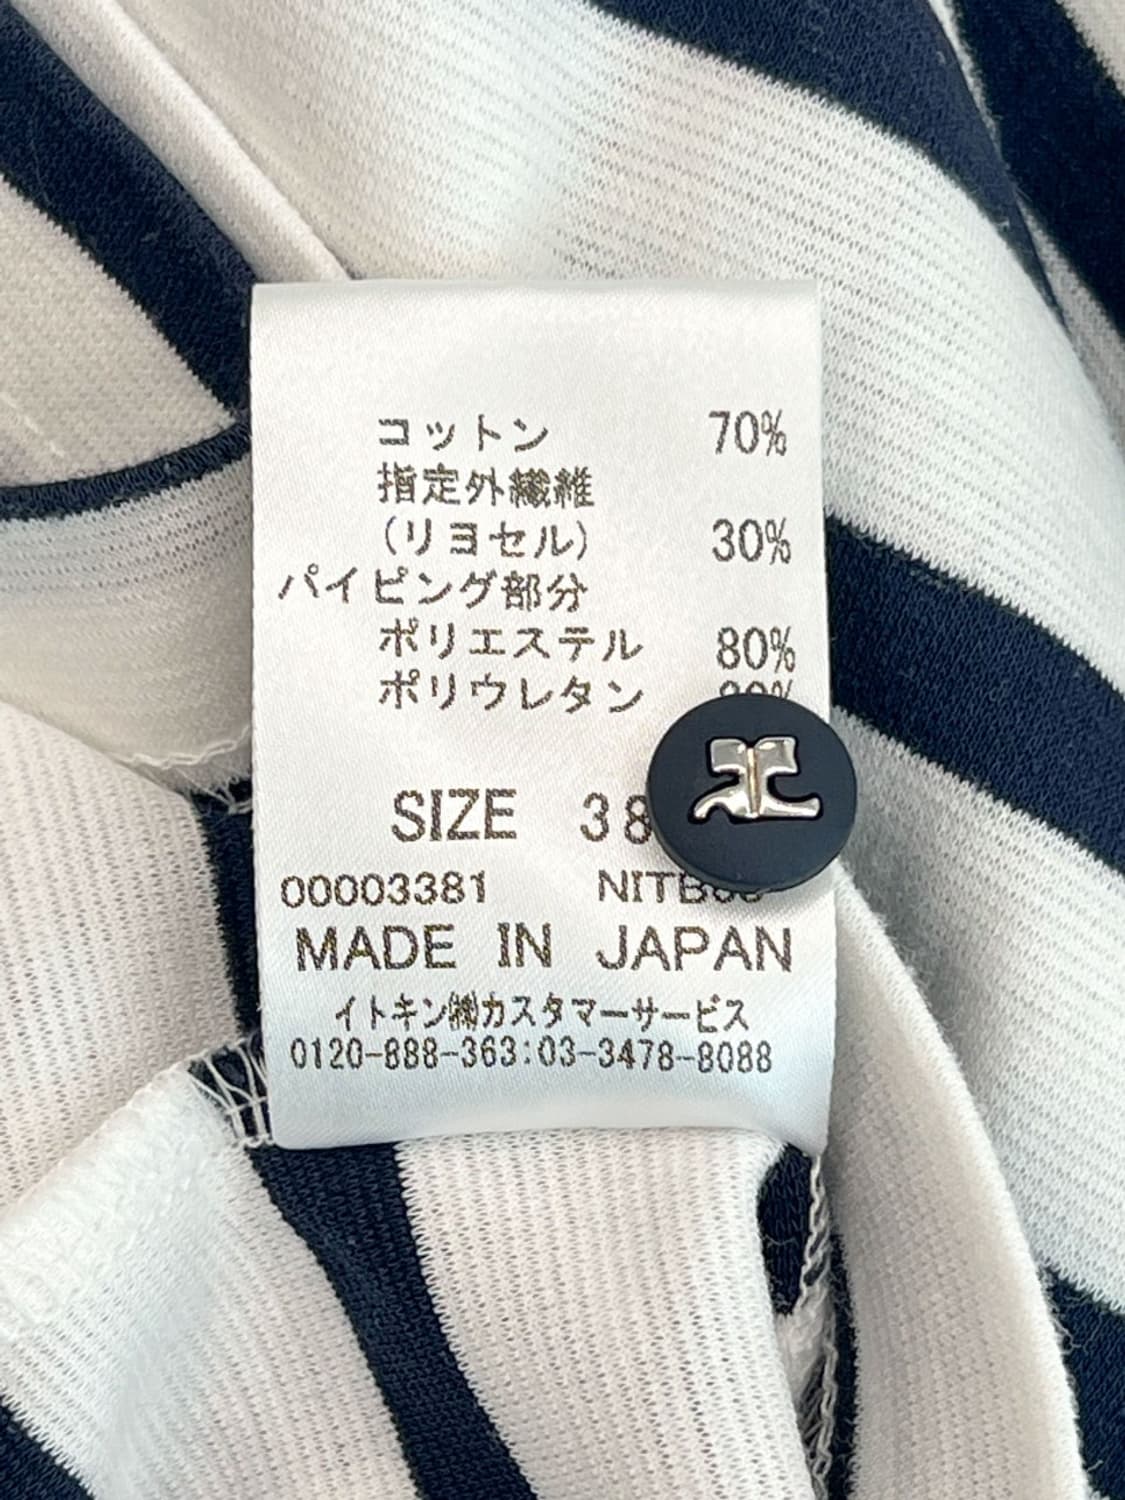 コットン 70%
指定外繊維
(リヨセル) 30%
パイピング部分
ポリエステル 80%
ポリウレタン
SIZE 38
00003381
MADE IN JAPAN
イトキン㈱カスタマーサービス
0120-888-363:03-3478-8088